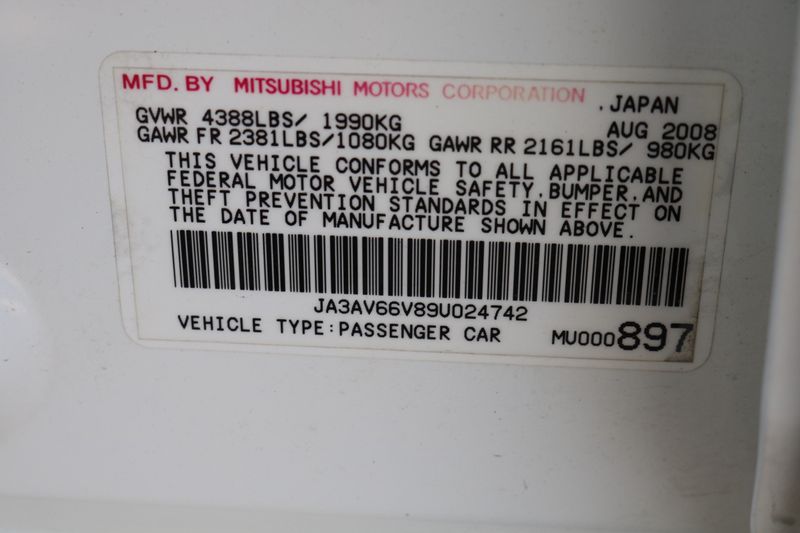 MFD. BY MITSUBISHI MOTORS CORPORATION .JAPAN
GVWR 4388LBS/ 1990KG AUG 2008
GAWR FR 2381LBS/1080KG GAWR RR 2161LBS/ 980KG
THIS VEHICLE CONFORMS TO ALL APPLICABLE
FEDERAL MOTOR VEHICLE SAFETY,BUMPER,AND
THEFT PREVENTION STANDARDS IN EFFECT ON
THE DATE OF MANUFACTURE SHOWN ABOVE.
JA3AV66V89U024742
VEHICLE TYPE:PASSENGER CAR MU000897